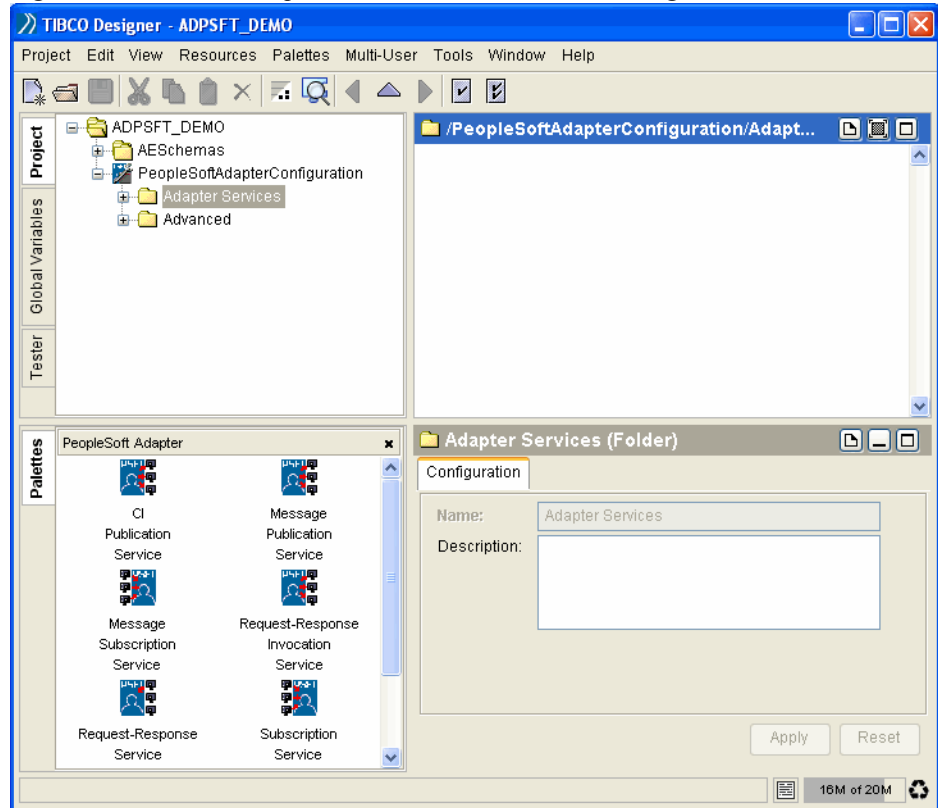 TIBCO Designer - ADPSFT_DEMO
Project Edit View Resources Palettes Multi-User Tools Window Help
Project
Global Variables
Tester
ADPSFT_DEMO
AESchemas
PeopleSoftAdapterConfiguration
Adapter Services
Advanced
/PeopleSoftAdapterConfiguration/Adapt...
Palettes
PeopleSoft Adapter
CI
Publication
Service
Message
Publication
Service
Message
Subscription
Service
Request-Response
Invocation
Service
Request-Response
Service
Subscription
Service
Adapter Services (Folder)
Configuration
Name: Adapter Services
Description:
Apply Reset
16M of 20M